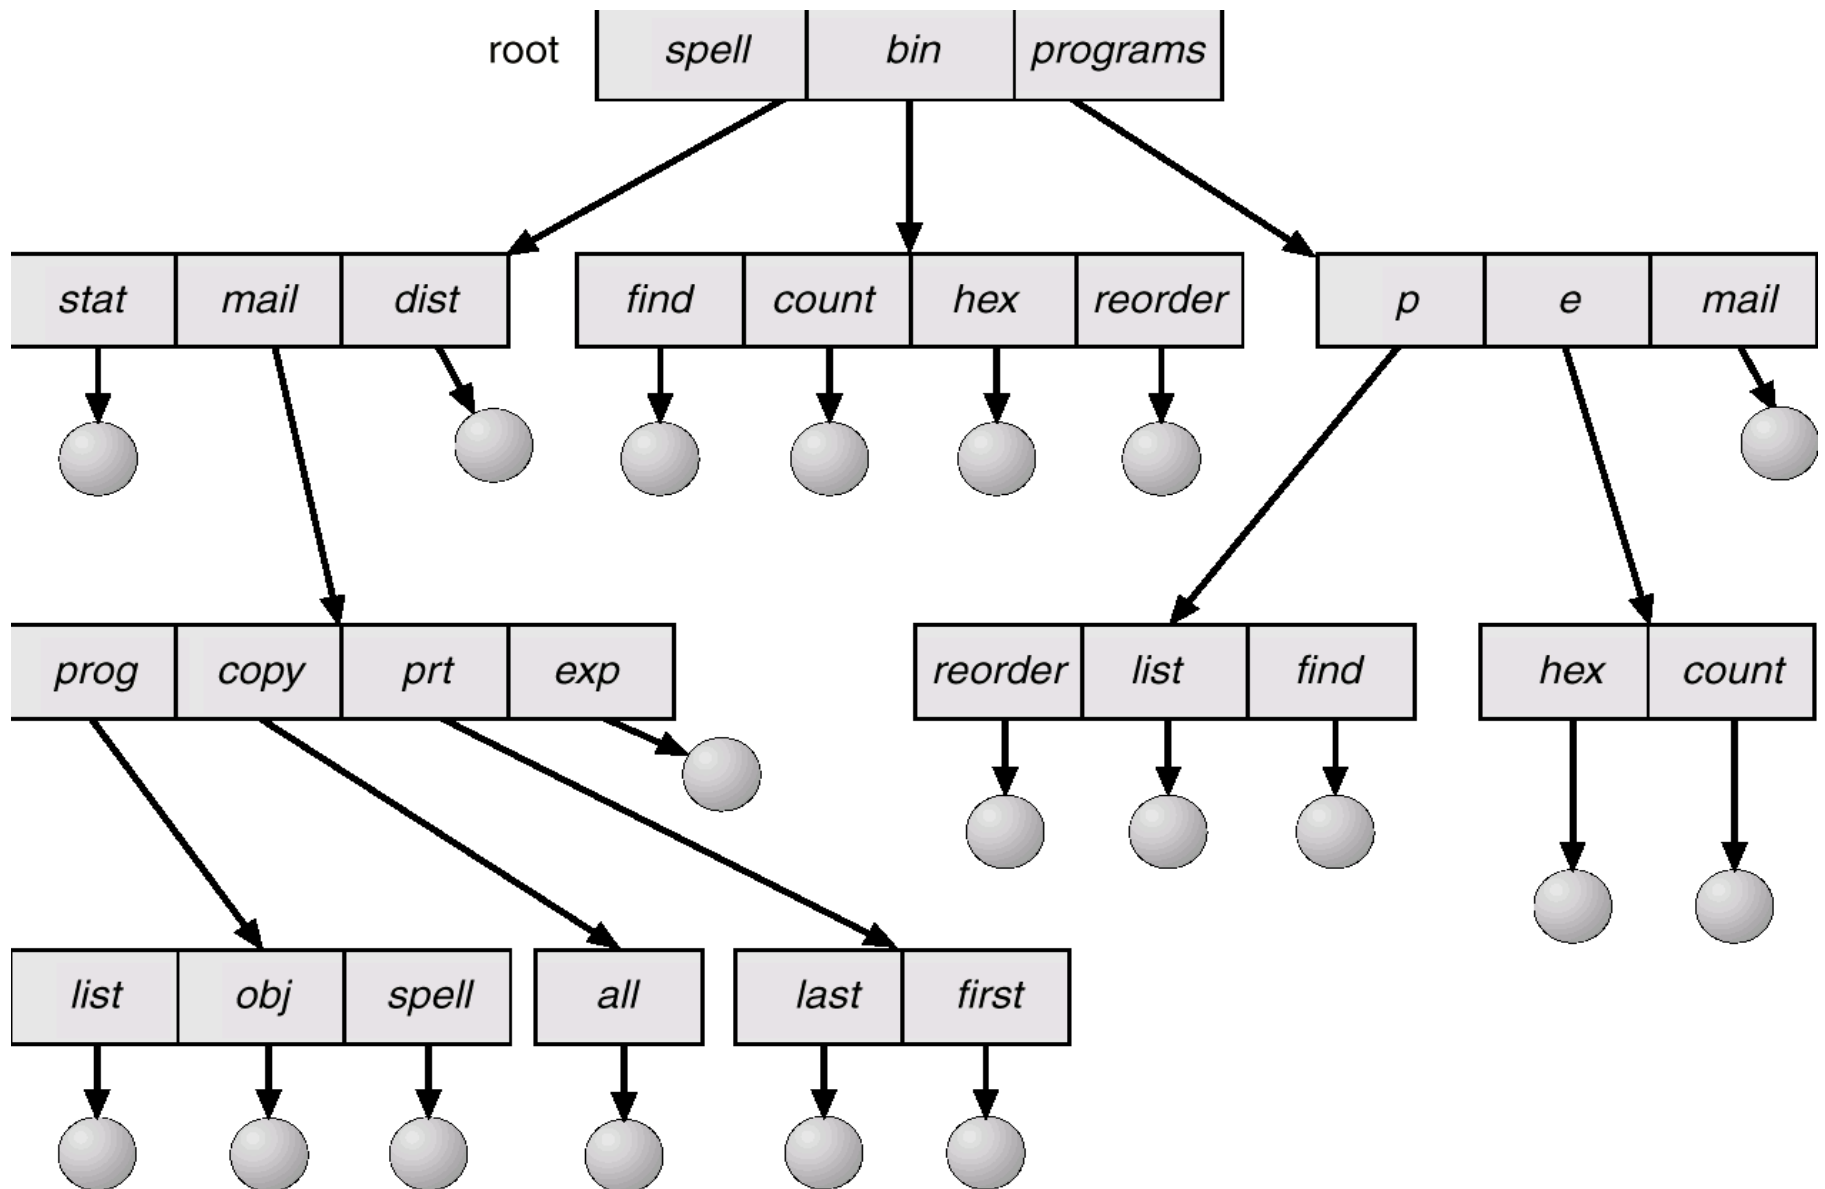 root spell bin programs
stat mail dist find count hex reorder p e mail
prog copy prt exp reorder list find hex count
list obj spell all last first